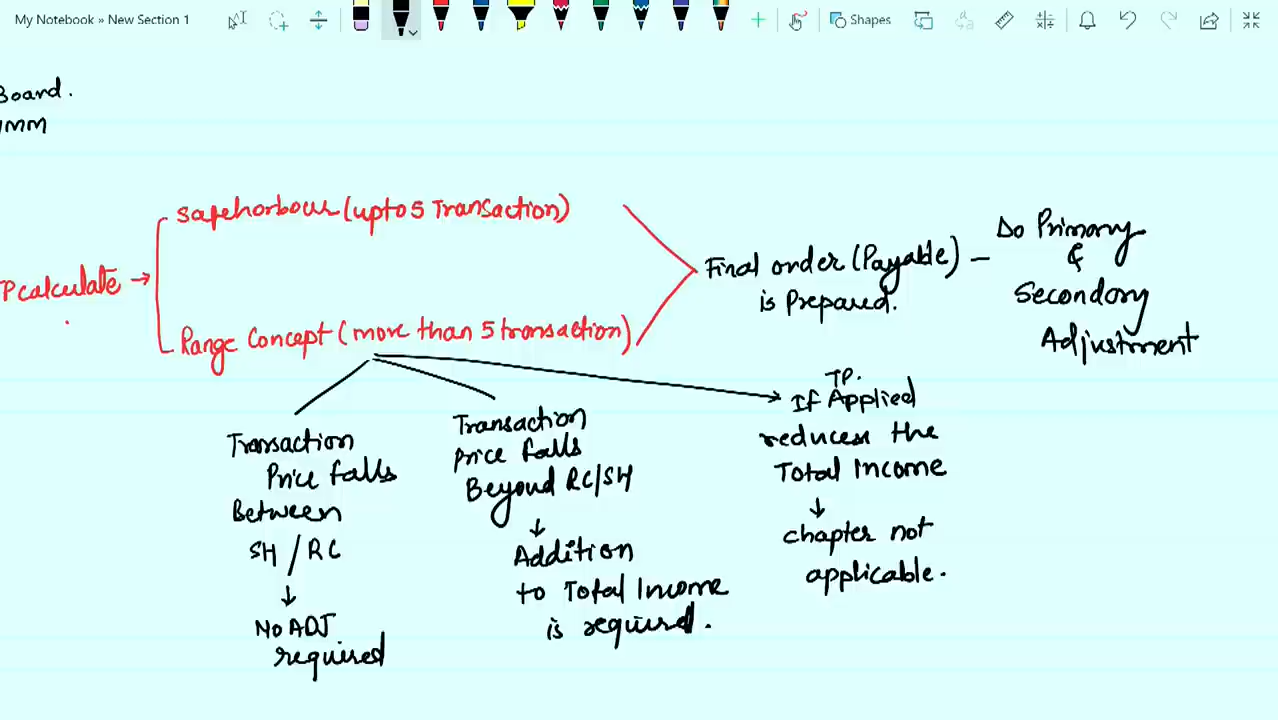 My Notebook » New Section 1
Shapes
Board.
MM
safehorbour (upto 5 Transaction)
Pcalculate →
Range Concept (more than 5 transaction)
Final order (Payable) –
is Prepared.
Do Primary
&
Secondory
Adjustment
Transaction
Price falls
Between
SH / RC
↓
No ADJ
required
Transaction
Price falls
Beyond RC/SH
↓
Addition
to Total Income
is required.
TP.
If Applied
reduces the
Total Income
↓
chapter not
applicable.